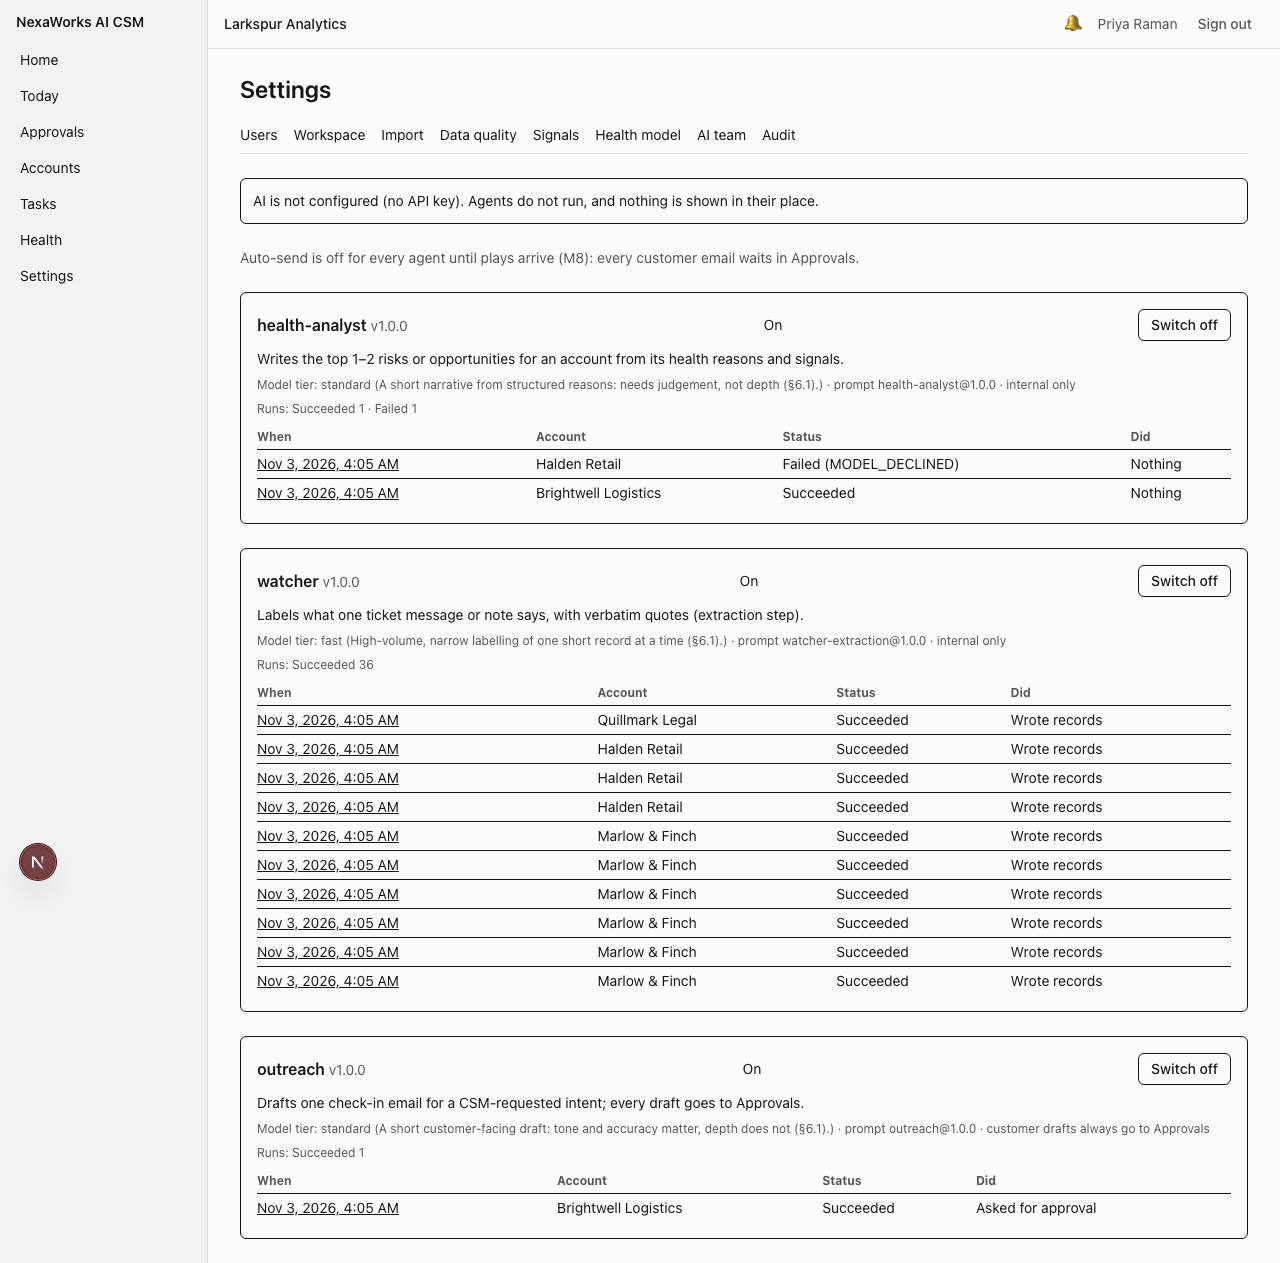 NexaWorks AI CSM
Home
Today
Approvals
Accounts
Tasks
Health
Settings
Larkspur Analytics
Priya Raman
Sign out
Settings
Users Workspace Import Data quality Signals Health model AI team Audit
AI is not configured (no API key). Agents do not run, and nothing is shown in their place.
Auto-send is off for every agent until plays arrive (M8): every customer email waits in Approvals.
health-analyst v1.0.0 On Switch off
Writes the top 1–2 risks or opportunities for an account from its health reasons and signals.
Model tier: standard (A short narrative from structured reasons: needs judgement, not depth (§6.1).) · prompt health-analyst@1.0.0 · internal only
Runs: Succeeded 1 · Failed 1
When Account Status Did
Nov 3, 2026, 4:05 AM Halden Retail Failed (MODEL_DECLINED) Nothing
Nov 3, 2026, 4:05 AM Brightwell Logistics Succeeded Nothing
watcher v1.0.0 On Switch off
Labels what one ticket message or note says, with verbatim quotes (extraction step).
Model tier: fast (High-volume, narrow labelling of one short record at a time (§6.1).) · prompt watcher-extraction@1.0.0 · internal only
Runs: Succeeded 36
When Account Status Did
Nov 3, 2026, 4:05 AM Quillmark Legal Succeeded Wrote records
Nov 3, 2026, 4:05 AM Halden Retail Succeeded Wrote records
Nov 3, 2026, 4:05 AM Halden Retail Succeeded Wrote records
Nov 3, 2026, 4:05 AM Halden Retail Succeeded Wrote records
Nov 3, 2026, 4:05 AM Marlow & Finch Succeeded Wrote records
Nov 3, 2026, 4:05 AM Marlow & Finch Succeeded Wrote records
Nov 3, 2026, 4:05 AM Marlow & Finch Succeeded Wrote records
Nov 3, 2026, 4:05 AM Marlow & Finch Succeeded Wrote records
Nov 3, 2026, 4:05 AM Marlow & Finch Succeeded Wrote records
Nov 3, 2026, 4:05 AM Marlow & Finch Succeeded Wrote records
outreach v1.0.0 On Switch off
Drafts one check-in email for a CSM-requested intent; every draft goes to Approvals.
Model tier: standard (A short customer-facing draft: tone and accuracy matter, depth does not (§6.1).) · prompt outreach@1.0.0 · customer drafts always go to Approvals
Runs: Succeeded 1
When Account Status Did
Nov 3, 2026, 4:05 AM Brightwell Logistics Succeeded Asked for approval
N